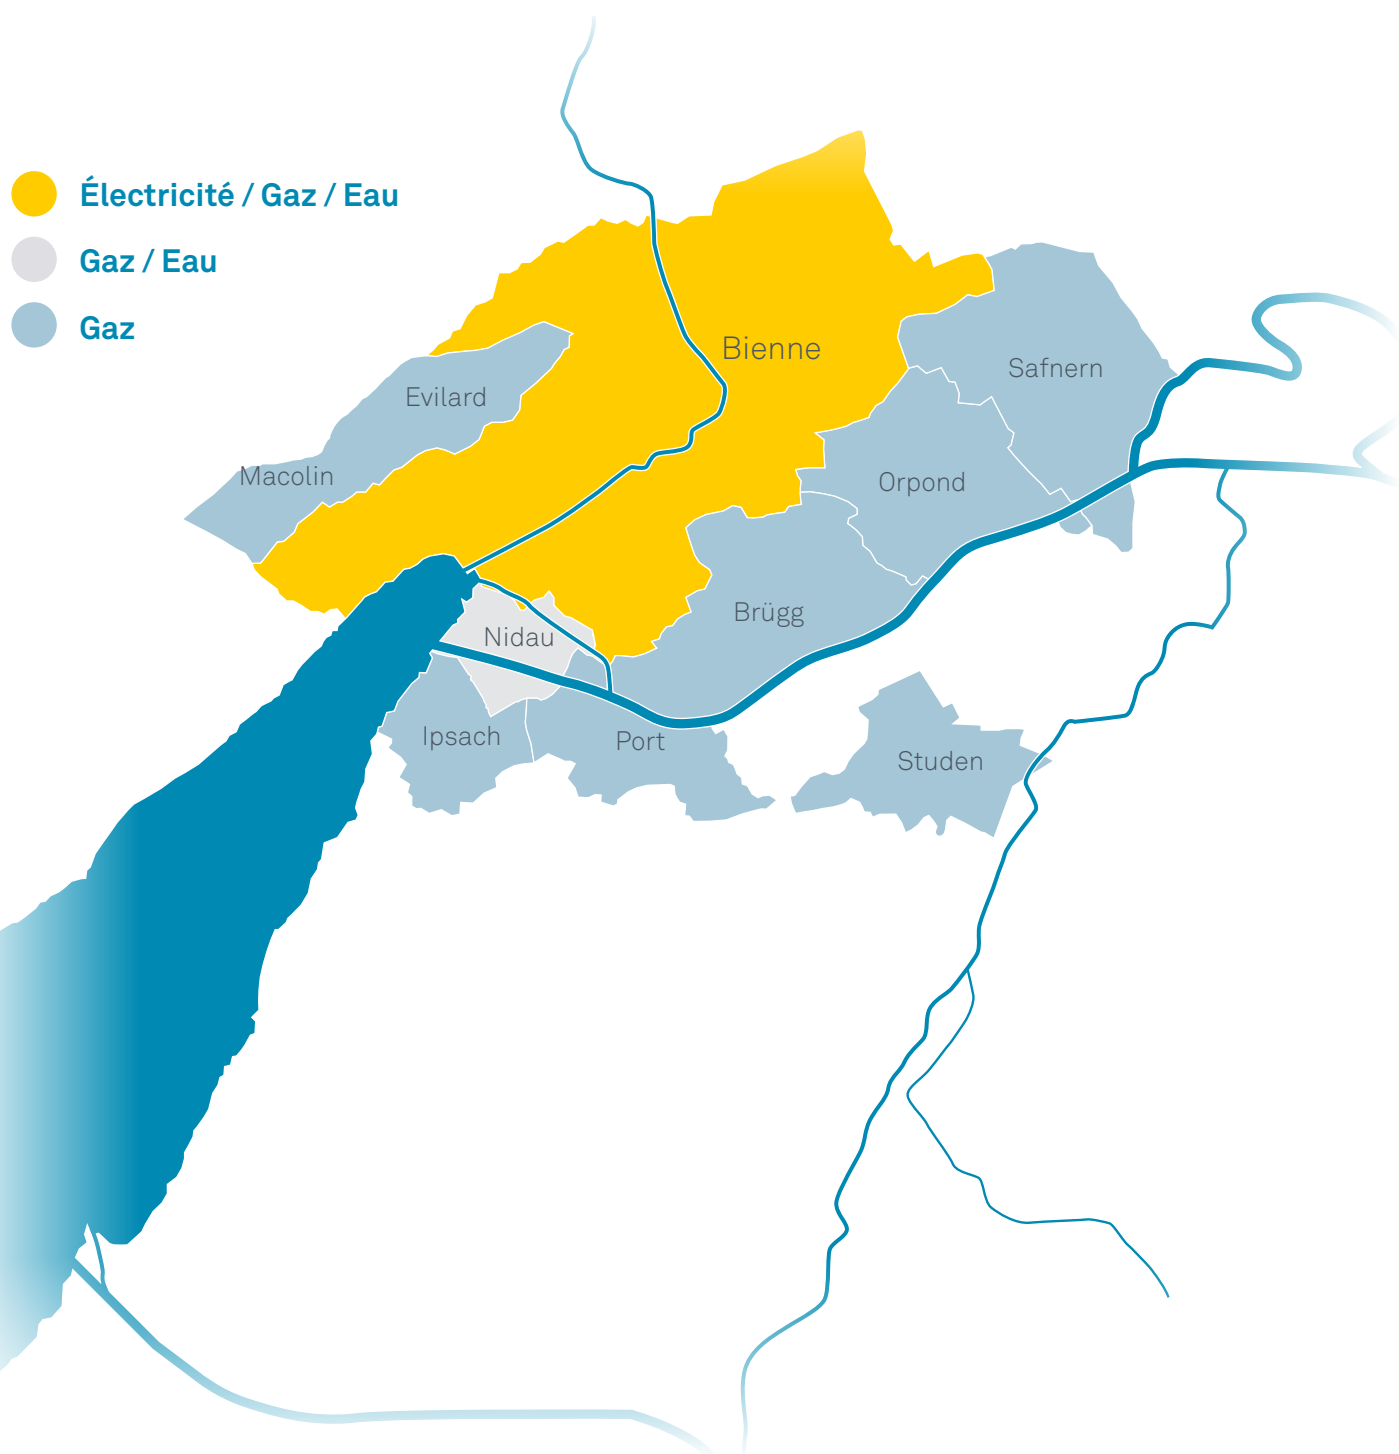 Électricité / Gaz / Eau
Gaz / Eau
Gaz
Bienne
Safnern
Evilard
Macolin
Orpond
Brügg
Nidau
Ipsach
Port
Studen